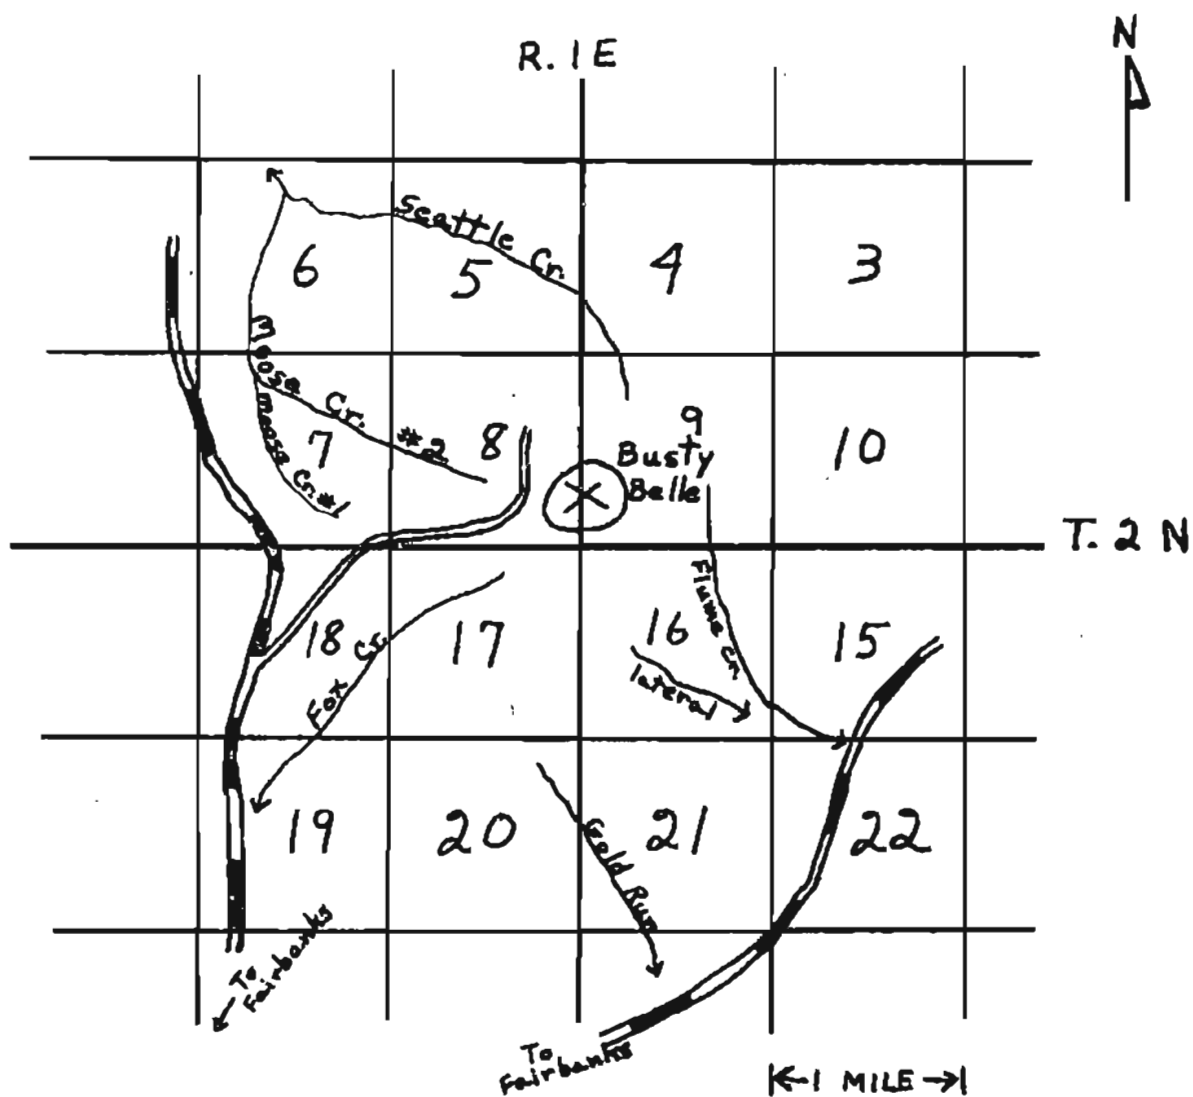 N
R. 1 E
Seattle
Cr.
6
5
4
3
Moose
Cr.
#2
Moose Cr. #1
7
8
9
10
Busty
Belle
T. 2 N
Flume Cr.
18
17
16
15
Fox Cr.
lateral
19
20
21
22
Gold Run
To
Fairbanks
To
Fairbanks
1 MILE